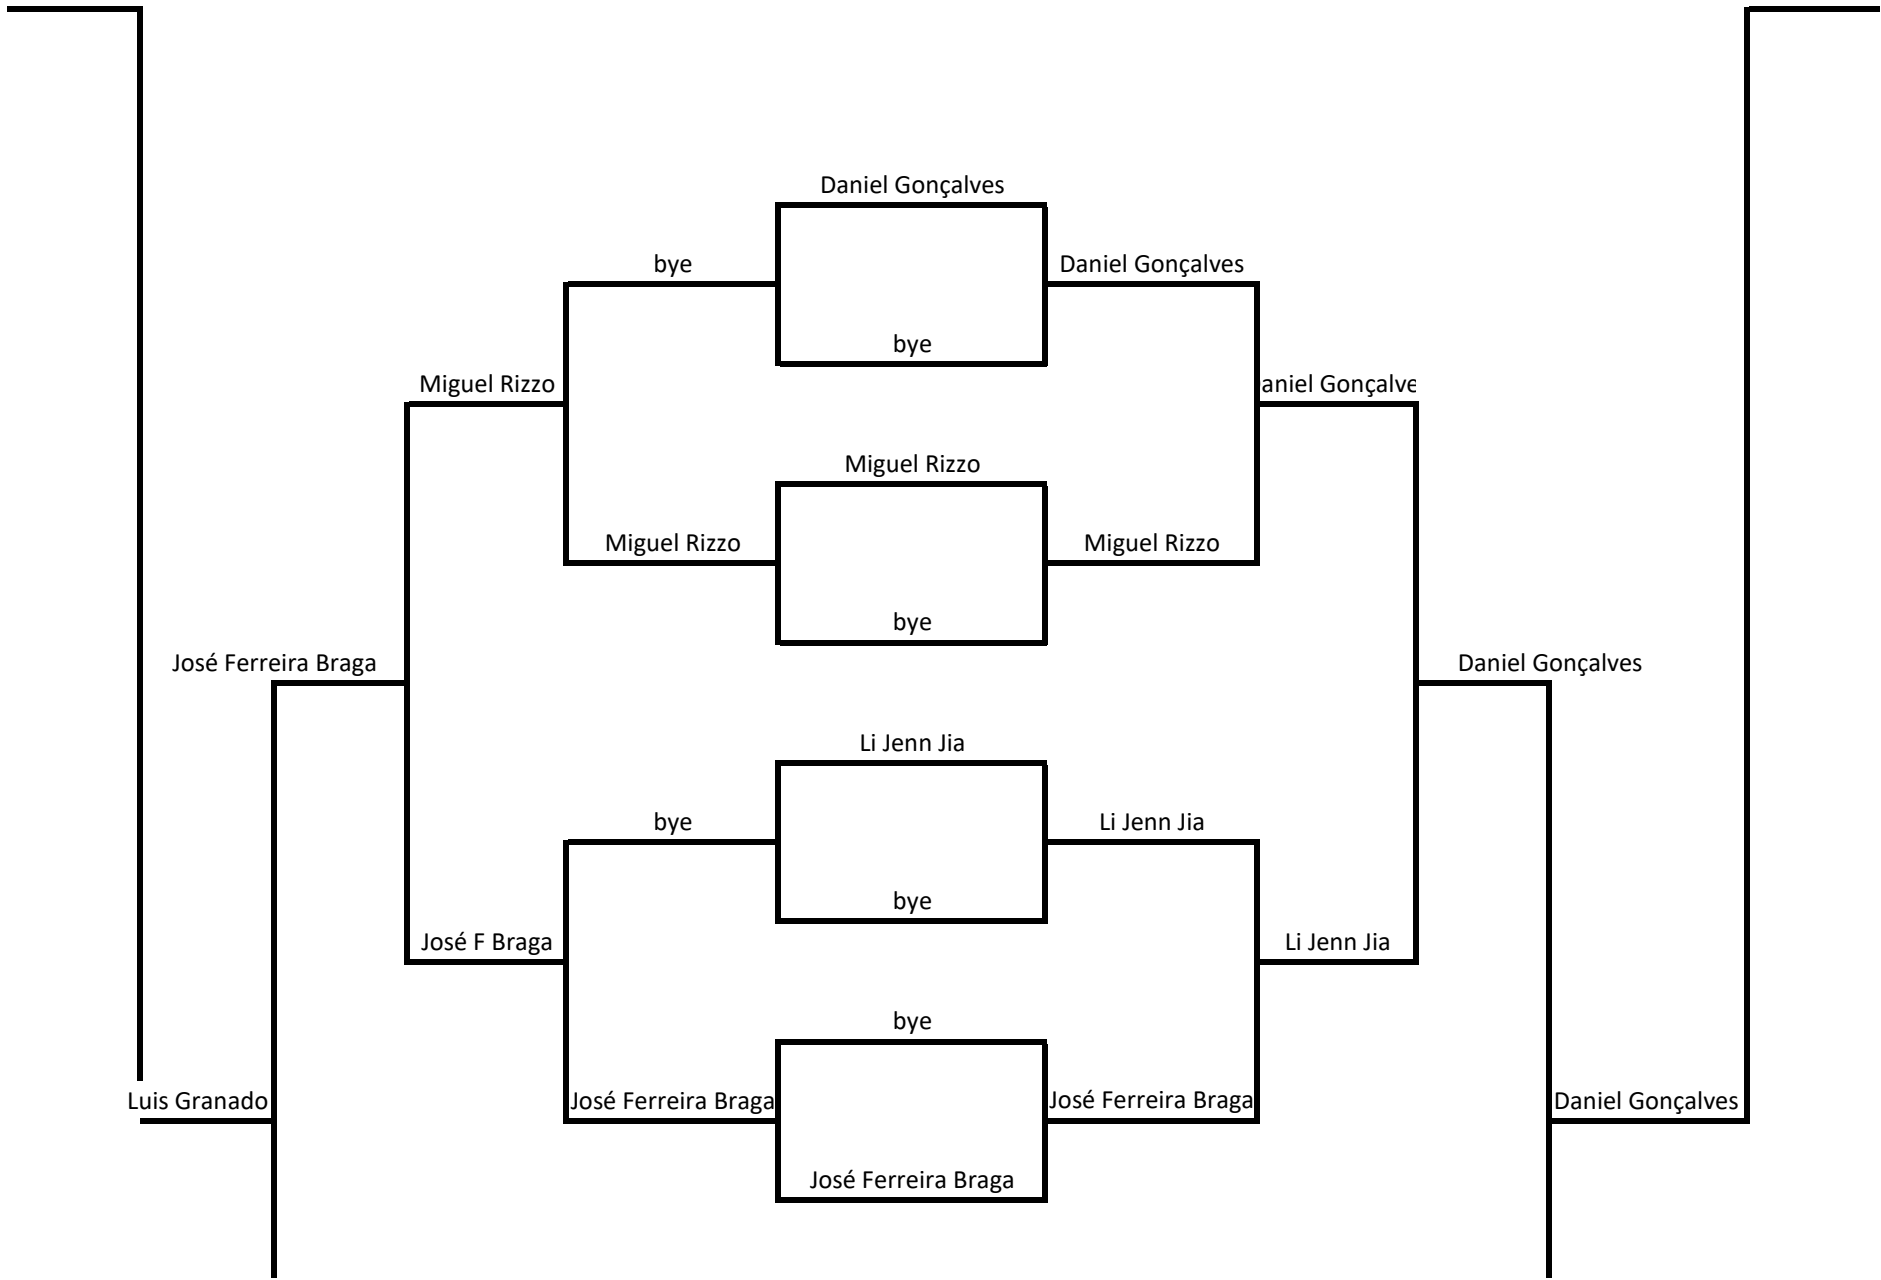 Daniel Gonçalves
bye
Daniel Gonçalves
bye
Miguel Rizzo
aniel Gonçalve
Miguel Rizzo
Miguel Rizzo
Miguel Rizzo
bye
José Ferreira Braga
Daniel Gonçalves
Li Jenn Jia
bye
Li Jenn Jia
bye
José F Braga
Li Jenn Jia
bye
Luis Granado
José Ferreira Braga
José Ferreira Braga
Daniel Gonçalves
José Ferreira Braga